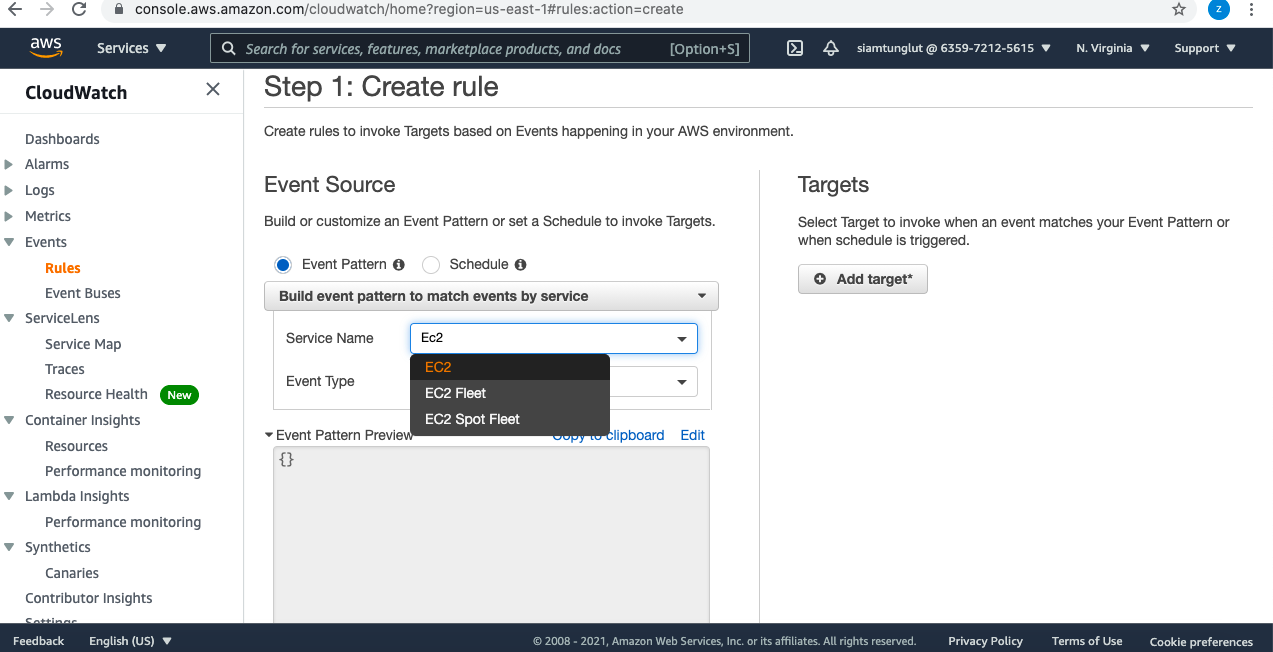 console.aws.amazon.com/cloudwatch/home?region=us-east-1#rules:action=create
z
aws
Services
Search for services, features, marketplace products, and docs
[Option+S]
siamtunglut @ 6359-7212-5615
N. Virginia
Support
CloudWatch
Dashboards
Alarms
Logs
Metrics
Events
Rules
Event Buses
ServiceLens
Service Map
Traces
Resource Health New
Container Insights
Resources
Performance monitoring
Lambda Insights
Performance monitoring
Synthetics
Canaries
Contributor Insights
Settings
Step 1: Create rule
Create rules to invoke Targets based on Events happening in your AWS environment.
Event Source
Build or customize an Event Pattern or set a Schedule to invoke Targets.
Event Pattern
Schedule
Build event pattern to match events by service
Service Name
Ec2
EC2
EC2 Fleet
EC2 Spot Fleet
Event Type
Event Pattern Preview
Copy to clipboard
Edit
{}
Targets
Select Target to invoke when an event matches your Event Pattern or
when schedule is triggered.
Add target*
Feedback
English (US)
© 2008 - 2021, Amazon Web Services, Inc. or its affiliates. All rights reserved.
Privacy Policy
Terms of Use
Cookie preferences